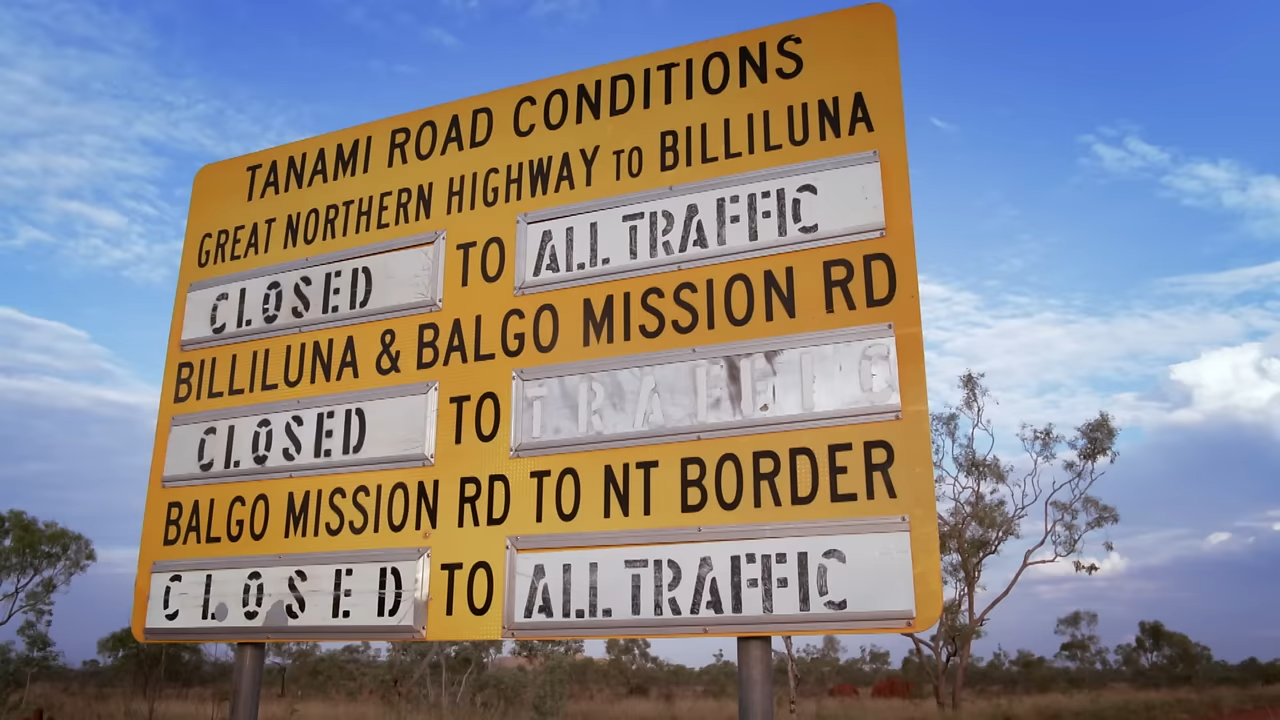 TANAMI ROAD CONDITIONS
GREAT NORTHERN HIGHWAY TO BILLILUNA
CLOSED TO ALL TRAFFIC
BILLILUNA & BALGO MISSION RD
CLOSED TO TRAFFIC
BALGO MISSION RD TO NT BORDER
CLOSED TO ALL TRAFFIC